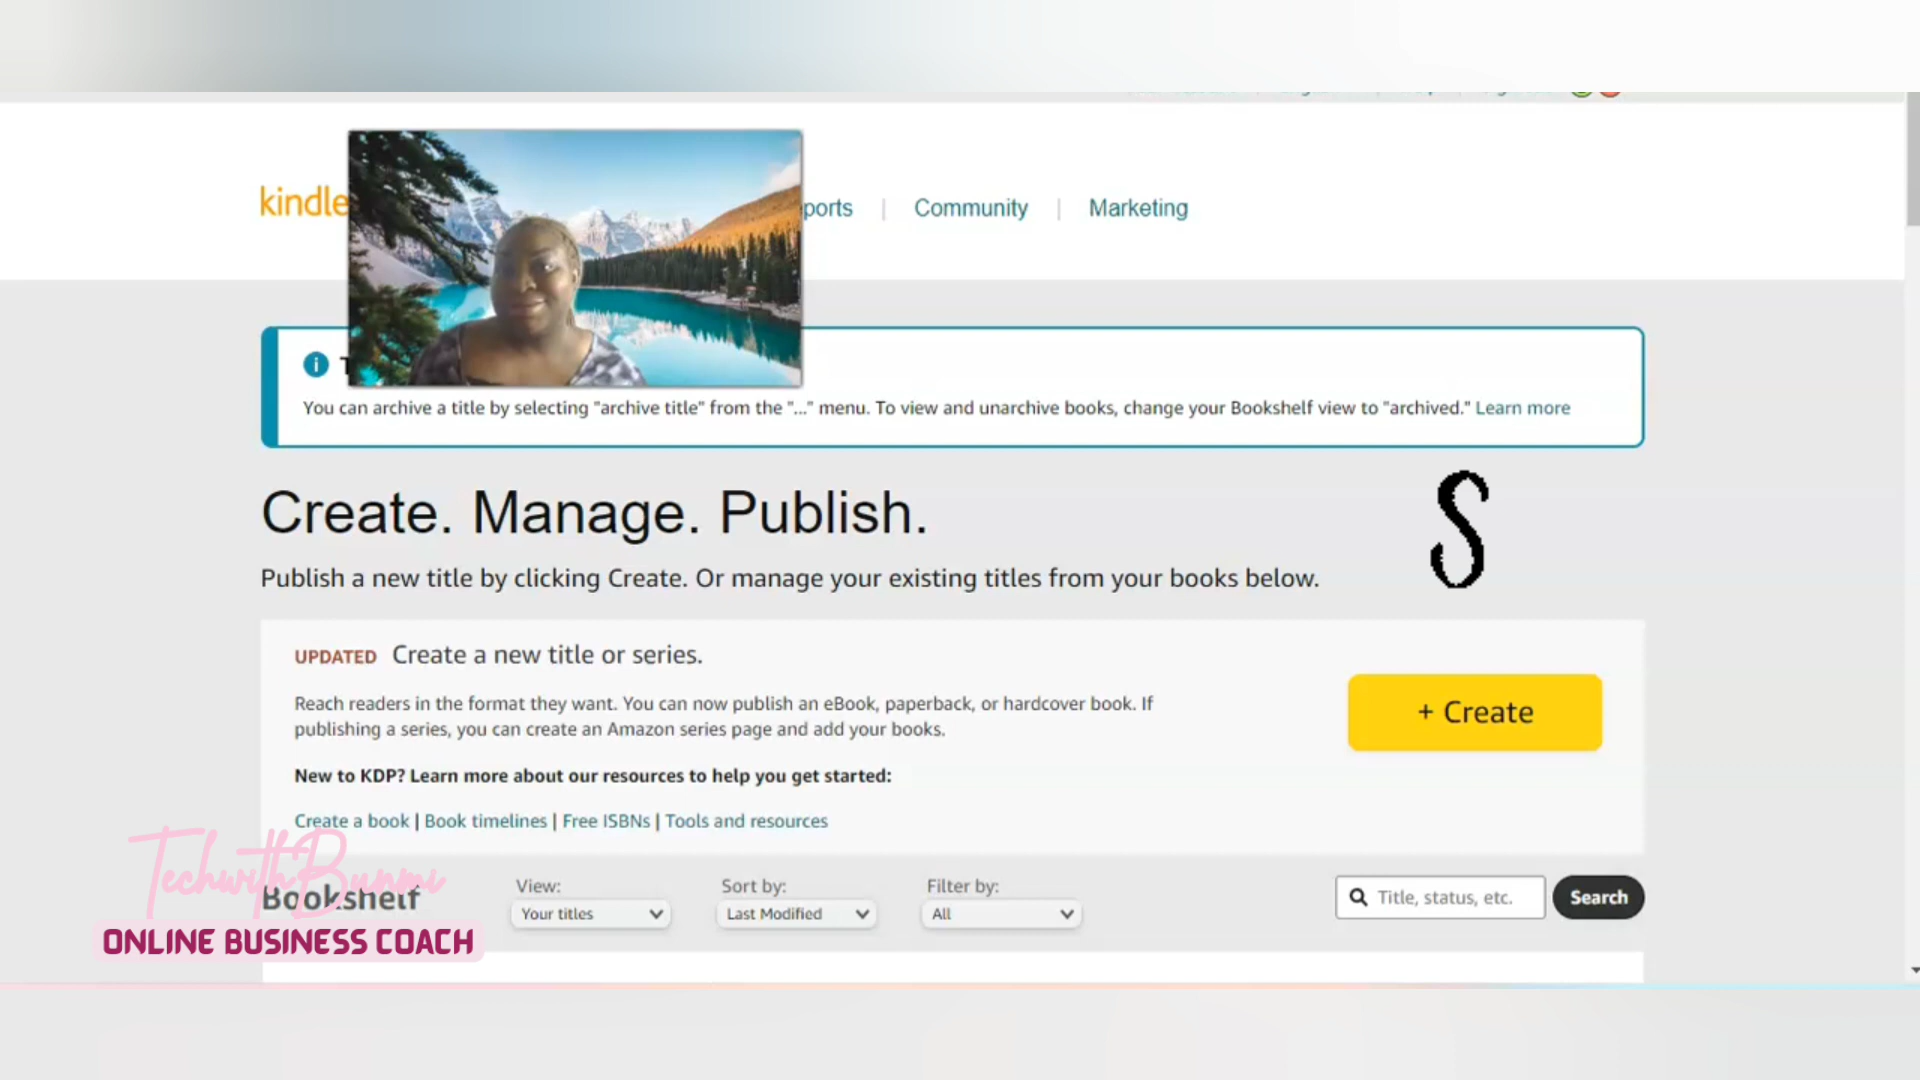 kindle
ports | Community | Marketing
You can archive a title by selecting "archive title" from the "..." menu. To view and unarchive books, change your Bookshelf view to "archived." Learn more
S
Create. Manage. Publish.
Publish a new title by clicking Create. Or manage your existing titles from your books below.
UPDATED Create a new title or series.
Reach readers in the format they want. You can now publish an eBook, paperback, or hardcover book. If
publishing a series, you can create an Amazon series page and add your books.
+ Create
New to KDP? Learn more about our resources to help you get started:
Create a book | Book timelines | Free ISBNs | Tools and resources
TechwithBunmi
Bookshelf
View:
Your titles
Sort by:
Last Modified
Filter by:
All
Title, status, etc.
Search
ONLINE BUSINESS COACH